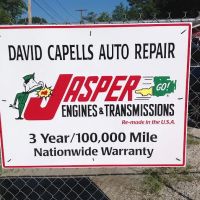 DAVID CAPELLS AUTO REPAIR
JASPER
GO!
ENGINES & TRANSMISSIONS
Re-made in the U.S.A.
3 Year/100,000 Mile
Nationwide Warranty